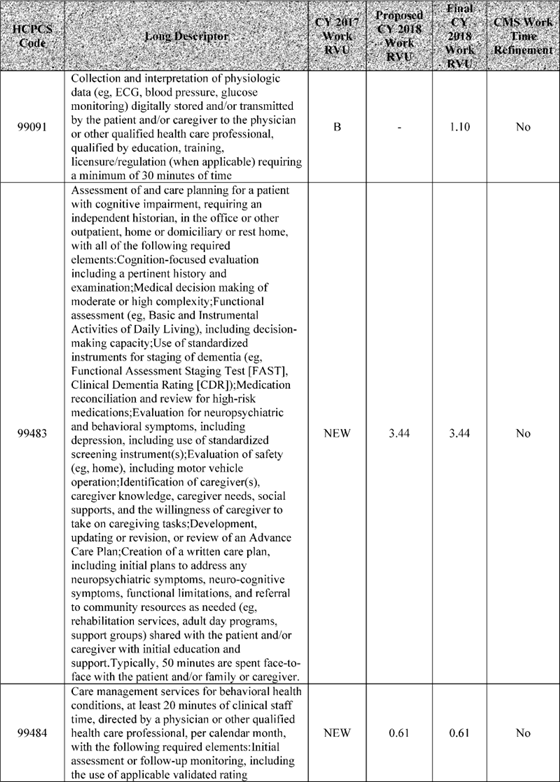 HCPCS Code
Long Descriptor
CY 2017 Work RVU
Proposed CY 2018 Work RVU
Final CY 2018 Work RVU
CMS Work Time Refinement
99091
Collection and interpretation of physiologic
data (eg, ECG, blood pressure, glucose
monitoring) digitally stored and/or transmitted
by the patient and/or caregiver to the physician
or other qualified health care professional,
qualified by education, training,
licensure/regulation (when applicable) requiring
a minimum of 30 minutes of time
B
-
1.10
No
99483
Assessment of and care planning for a patient
with cognitive impairment, requiring an
independent historian, in the office or other
outpatient, home or domiciliary or rest home,
with all of the following required
elements:Cognition-focused evaluation
including a pertinent history and
examination;Medical decision making of
moderate or high complexity;Functional
assessment (eg, Basic and Instrumental
Activities of Daily Living), including decision-
making capacity;Use of standardized
instruments for staging of dementia (eg,
Functional Assessment Staging Test [FAST],
Clinical Dementia Rating [CDR]);Medication
reconciliation and review for high-risk
medications;Evaluation for neuropsychiatric
and behavioral symptoms, including
depression, including use of standardized
screening instrument(s);Evaluation of safety
(eg, home), including motor vehicle
operation;Identification of caregiver(s),
caregiver knowledge, caregiver needs, social
supports, and the willingness of caregiver to
take on caregiving tasks;Development,
updating or revision, or review of an Advance
Care Plan;Creation of a written care plan,
including initial plans to address any
neuropsychiatric symptoms, neuro-cognitive
symptoms, functional limitations, and referral
to community resources as needed (eg,
rehabilitation services, adult day programs,
support groups) shared with the patient and/or
caregiver with initial education and
support.Typically, 50 minutes are spent face-to-
face with the patient and/or family or caregiver.
NEW
3.44
3.44
No
99484
Care management services for behavioral health
conditions, at least 20 minutes of clinical staff
time, directed by a physician or other qualified
health care professional, per calendar month,
with the following required elements:Initial
assessment or follow-up monitoring, including
the use of applicable validated rating
NEW
0.61
0.61
No